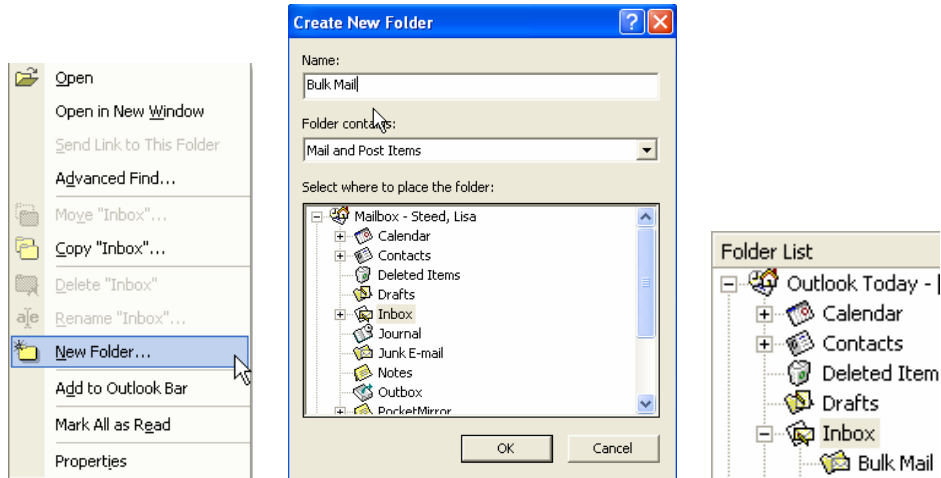 Open
Open in New Window
Send Link to This Folder
Advanced Find...
Move "Inbox"...
Copy "Inbox"...
Delete "Inbox"
Rename "Inbox"...
New Folder...
Add to Outlook Bar
Mark All as Read
Properties
Create New Folder
Name:
Bulk Mail
Folder contains:
Mail and Post Items
Select where to place the folder:
Mailbox - Steed, Lisa
Calendar
Contacts
Deleted Items
Drafts
Inbox
Journal
Junk E-mail
Notes
Outbox
PocketMirror
OK Cancel
Folder List
Outlook Today - [
Calendar
Contacts
Deleted Item
Drafts
Inbox
Bulk Mail